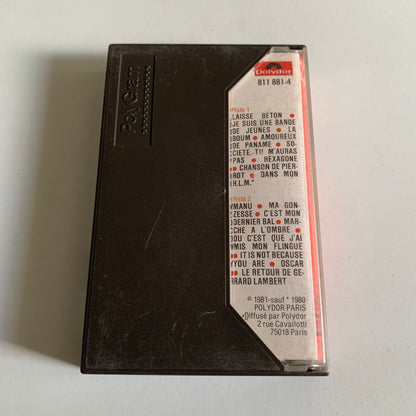 PolyGram
Polydor
811 881-4
Piste 1
LAISSE BETON •
JE SUIS UNE BANDE
DE JEUNES • LA
BOUM • AMOUREUX
DE PANAME • SO-
CIETE TU M'AURAS
PAS • HEXAGONE
• CHANSON DE PIER-
ROT • DANS MON
H.L.M."
Piste 2
MANU • MA GON-
ZESSE • C'EST MON
DERNIER BAL • MAR-
CHE A L'OMBRE •
OU C'EST QUE J'AI
MIS MON FLINGUE
• IT IS NOT BECAUSE
YOU ARE • OSCAR
• LE RETOUR DE GE-
RARD LAMBERT
℗ 1981-sauf * 1980
POLYDOR PARIS
Diffusé par Polydor
2 rue Cavallotti
75018 Paris